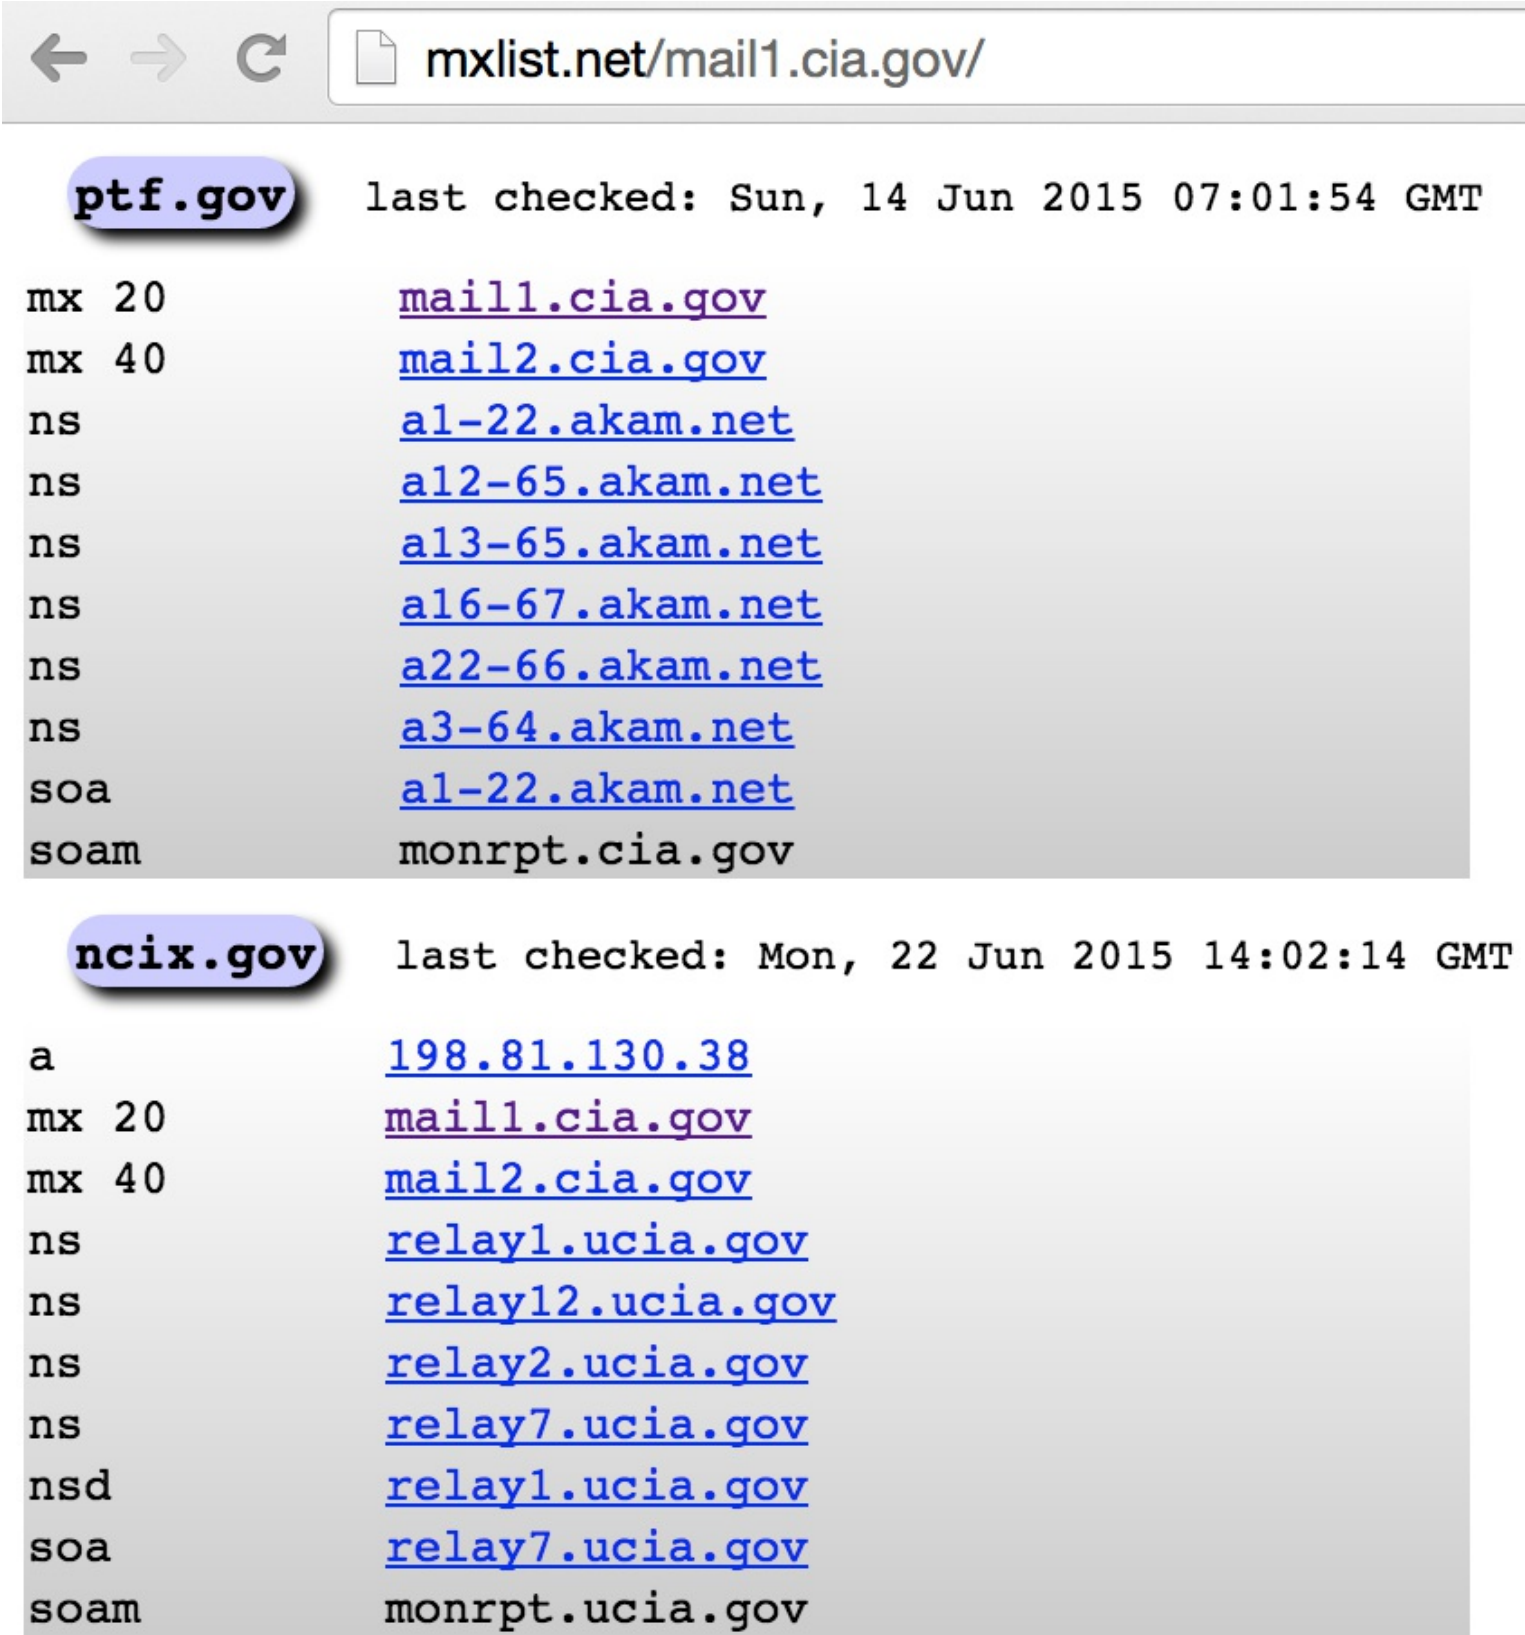 mxlist.net/mail1.cia.gov/
ptf.gov last checked: Sun, 14 Jun 2015 07:01:54 GMT
mx 20 mail1.cia.gov
mx 40 mail2.cia.gov
ns a1-22.akam.net
ns a12-65.akam.net
ns a13-65.akam.net
ns a16-67.akam.net
ns a22-66.akam.net
ns a3-64.akam.net
soa a1-22.akam.net
soam monrpt.cia.gov
ncix.gov last checked: Mon, 22 Jun 2015 14:02:14 GMT
a 198.81.130.38
mx 20 mail1.cia.gov
mx 40 mail2.cia.gov
ns relay1.ucia.gov
ns relay12.ucia.gov
ns relay2.ucia.gov
ns relay7.ucia.gov
nsd relay1.ucia.gov
soa relay7.ucia.gov
soam monrpt.ucia.gov